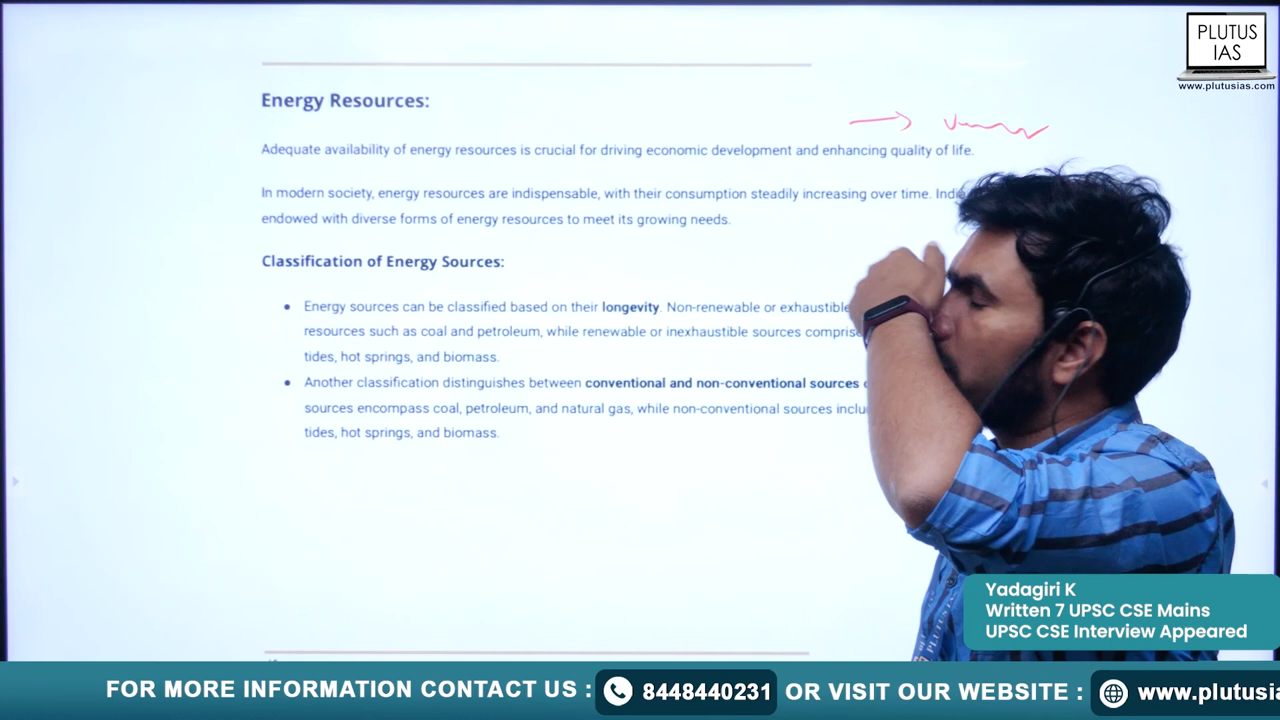 PLUTUS
IAS
www.plutusias.com
Energy Resources:
Adequate availability of energy resources is crucial for driving economic development and enhancing quality of life.
In modern society, energy resources are indispensable, with their consumption steadily increasing over time.
endowed with diverse forms of energy resources to meet its growing needs.
Classification of Energy Sources:
Energy sources can be classified based on their longevity. Non-renewable or exhaustible
resources such as coal and petroleum, while renewable or inexhaustible sources comprise
tides, hot springs, and biomass.
Another classification distinguishes between conventional and non-conventional sources
sources encompass coal, petroleum, and natural gas, while non-conventional sources
tides, hot springs, and biomass.
Yadagiri K
Written 7 UPSC CSE Mains
UPSC CSE Interview Appeared
FOR MORE INFORMATION CONTACT US : 8448440231 OR VISIT OUR WEBSITE : www.plutusia